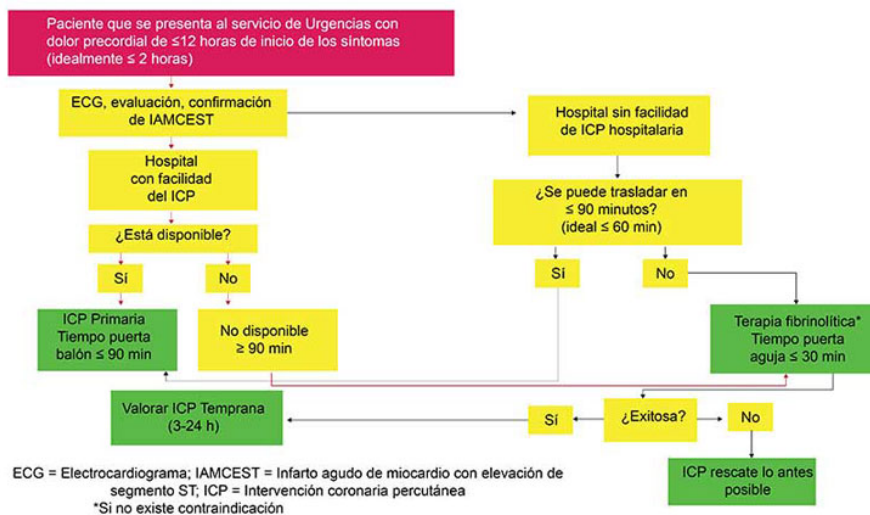 Paciente que se presenta al servicio de Urgencias con
dolor precordial de ≤12 horas de inicio de los síntomas
(idealmente ≤ 2 horas)
ECG, evaluación, confirmación
de IAMCEST
Hospital sin facilidad
de ICP hospitalaria
Hospital
con facilidad
del ICP
¿Se puede trasladar en
≤ 90 minutos?
(ideal ≤ 60 min)
¿Está disponible?
Sí
No
Sí
No
ICP Primaria
Tiempo puerta
balón ≤ 90 min
No disponible
≥ 90 min
Terapia fibrinolítica*
Tiempo puerta
aguja ≤ 30 min
Valorar ICP Temprana
(3-24 h)
Sí
¿Exitosa?
No
ICP rescate lo antes
posible
ECG = Electrocardiograma; IAMCEST = Infarto agudo de miocardio con elevación de
segmento ST; ICP = Intervención coronaria percutánea
*Si no existe contraindicación